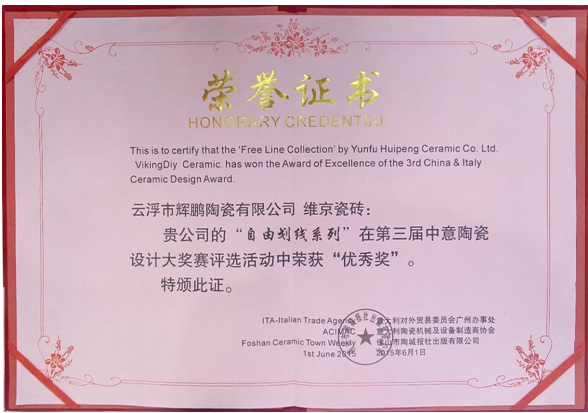 荣誉证书
HONORARY CREDENTIAL
This is to certify that the 'Free Line Collection' by Yunfu Huipeng Ceramic Co. Ltd.
VikingDiy Ceramic. has won the Award of Excellence of the 3rd China & Italy
Ceramic Design Award.
云浮市辉鹏陶瓷有限公司 维京瓷砖：
贵公司的“自由划线系列”在第三届中意陶瓷
设计大奖赛评选活动中荣获“优秀奖”。
特颁此证。
ITA-Italian Trade Agency 意大利对外贸易委员会广州办事处
ACIMAC 意大利陶瓷机械及设备制造商协会
Foshan Ceramic Town Weekly 佛山市陶城报社出版有限公司
1st June 2015 2015年6月1日